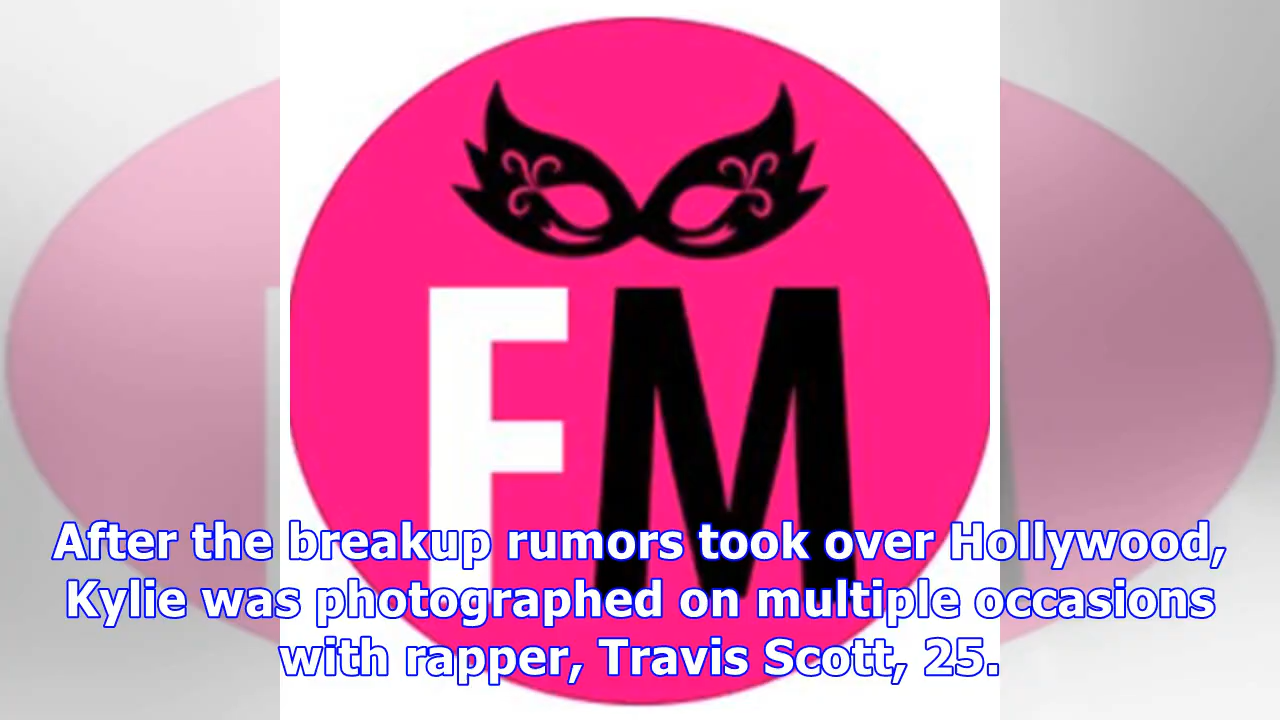 FM
After the breakup rumors took over Hollywood,
Kylie was photographed on multiple occasions
with rapper, Travis Scott, 25.